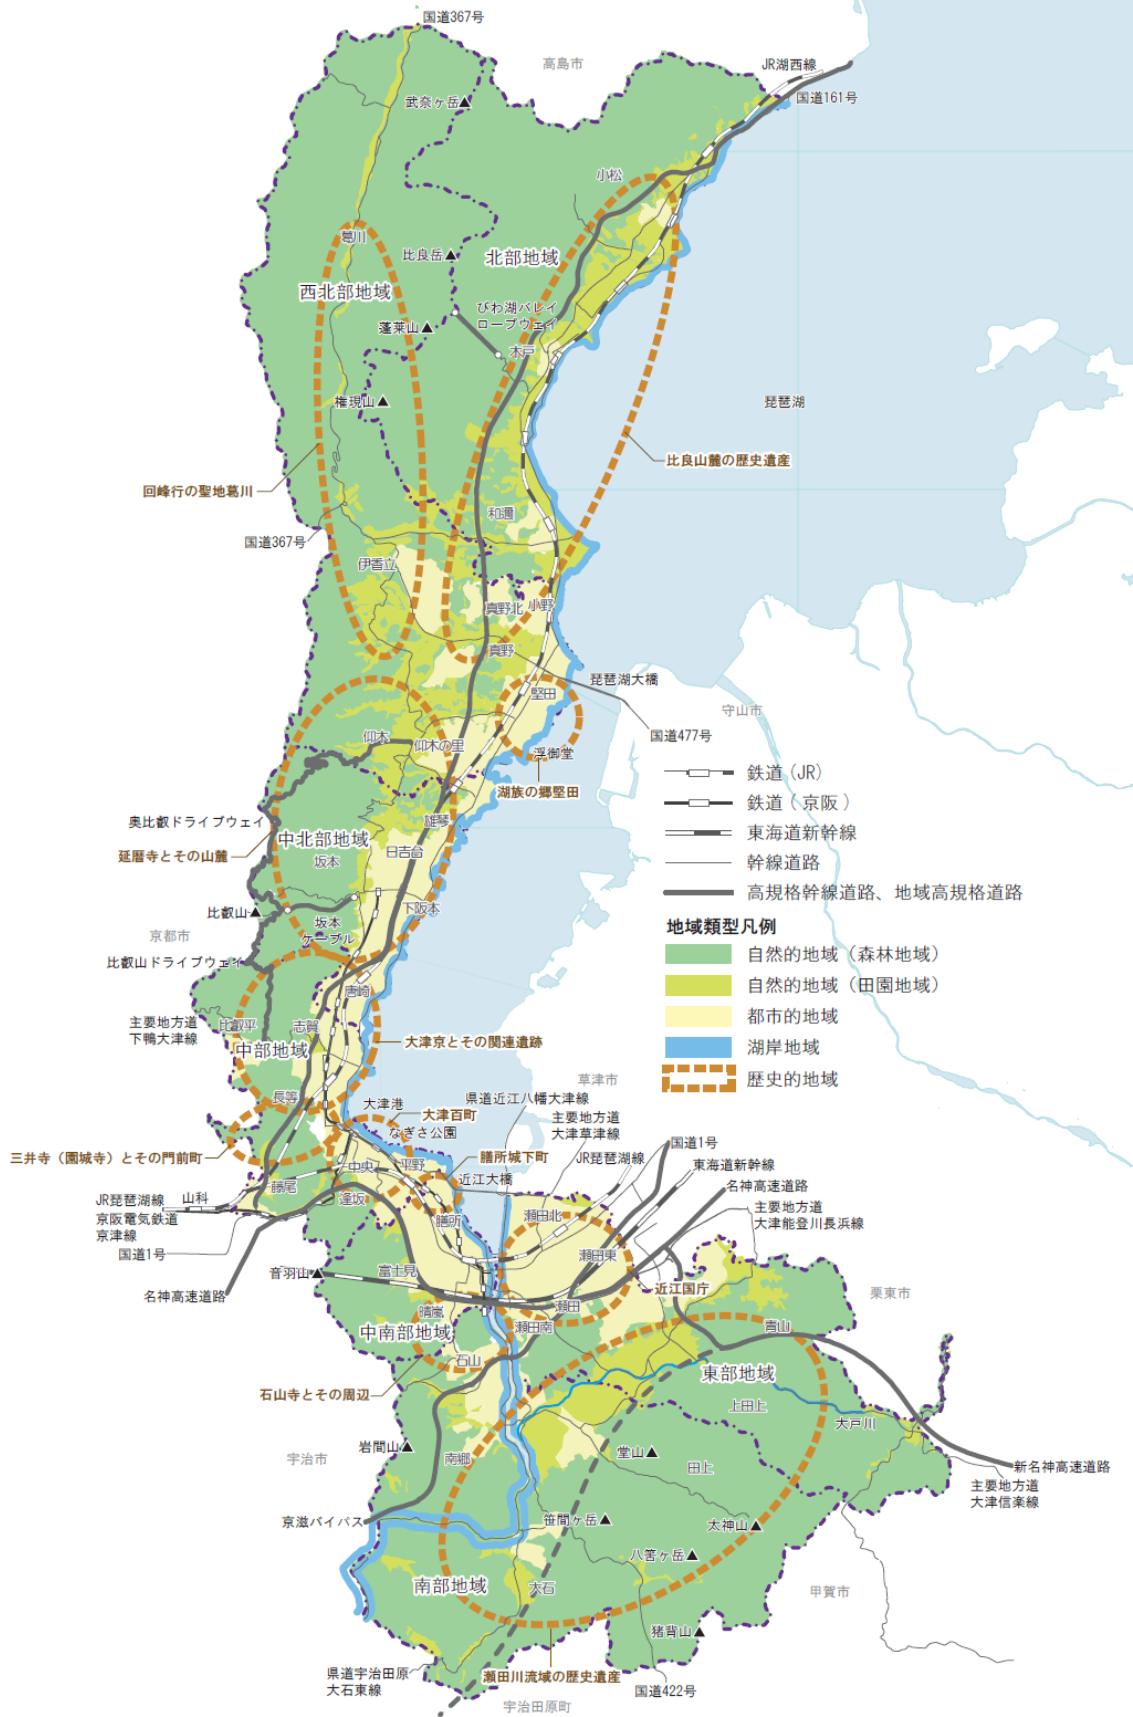 国道367号
高島市
JR湖西線
国道161号
武奈ヶ岳
小松
葛川
比良岳
北部地域
西北部地域
びわ湖バレイ
ロープウェイ
蓬莱山
木戸
権現山
琵琶湖
比良山麓の歴史遺産
回峰行の聖地葛川
和邇
国道367号
伊香立
真野北
小野
真野
琵琶湖大橋
堅田
守山市
国道477号
仰木
仰木の里
浮御堂
湖族の郷堅田
鉄道(JR)
鉄道(京阪)
東海道新幹線
幹線道路
高規格幹線道路、地域高規格道路
地域類型凡例
自然的地域(森林地域)
自然的地域(田園地域)
都市的地域
湖岸地域
歴史的地域
奥比叡ドライブウェイ
雄琴
中北部地域
延暦寺とその山麓
坂本
日吉台
比叡山
下阪本
坂本
ケーブル
京都市
比叡山ドライブウェイ
唐崎
主要地方道
下鴨大津線
比叡平
志賀
大津京とその関連遺跡
中部地域
草津市
長等
大津港
県道近江八幡大津線
大津百町
なぎさ公園
主要地方道
大津草津線
国道1号
三井寺(園城寺)とその門前町
膳所城下町
JR琵琶湖線
東海道新幹線
中央
平野
近江大橋
名神高速道路
藤尾
逢坂
JR琵琶湖線
山科
京阪電気鉄道
京津線
膳所
瀬田北
主要地方道
大津能登川長浜線
国道1号
瀬田東
音羽山
富士見
近江国庁
栗東市
名神高速道路
晴嵐
瀬田
瀬田南
青山
中南部地域
石山
東部地域
石山寺とその周辺
上田上
大戸川
岩間山
宇治市
南郷
堂山
田上
新名神高速道路
主要地方道
大津信楽線
京滋バイパス
笹間ヶ岳
太神山
八筈ヶ岳
南部地域
大石
甲賀市
猪背山
県道宇治田原
大石東線
瀬田川流域の歴史遺産
国道422号
宇治田原町